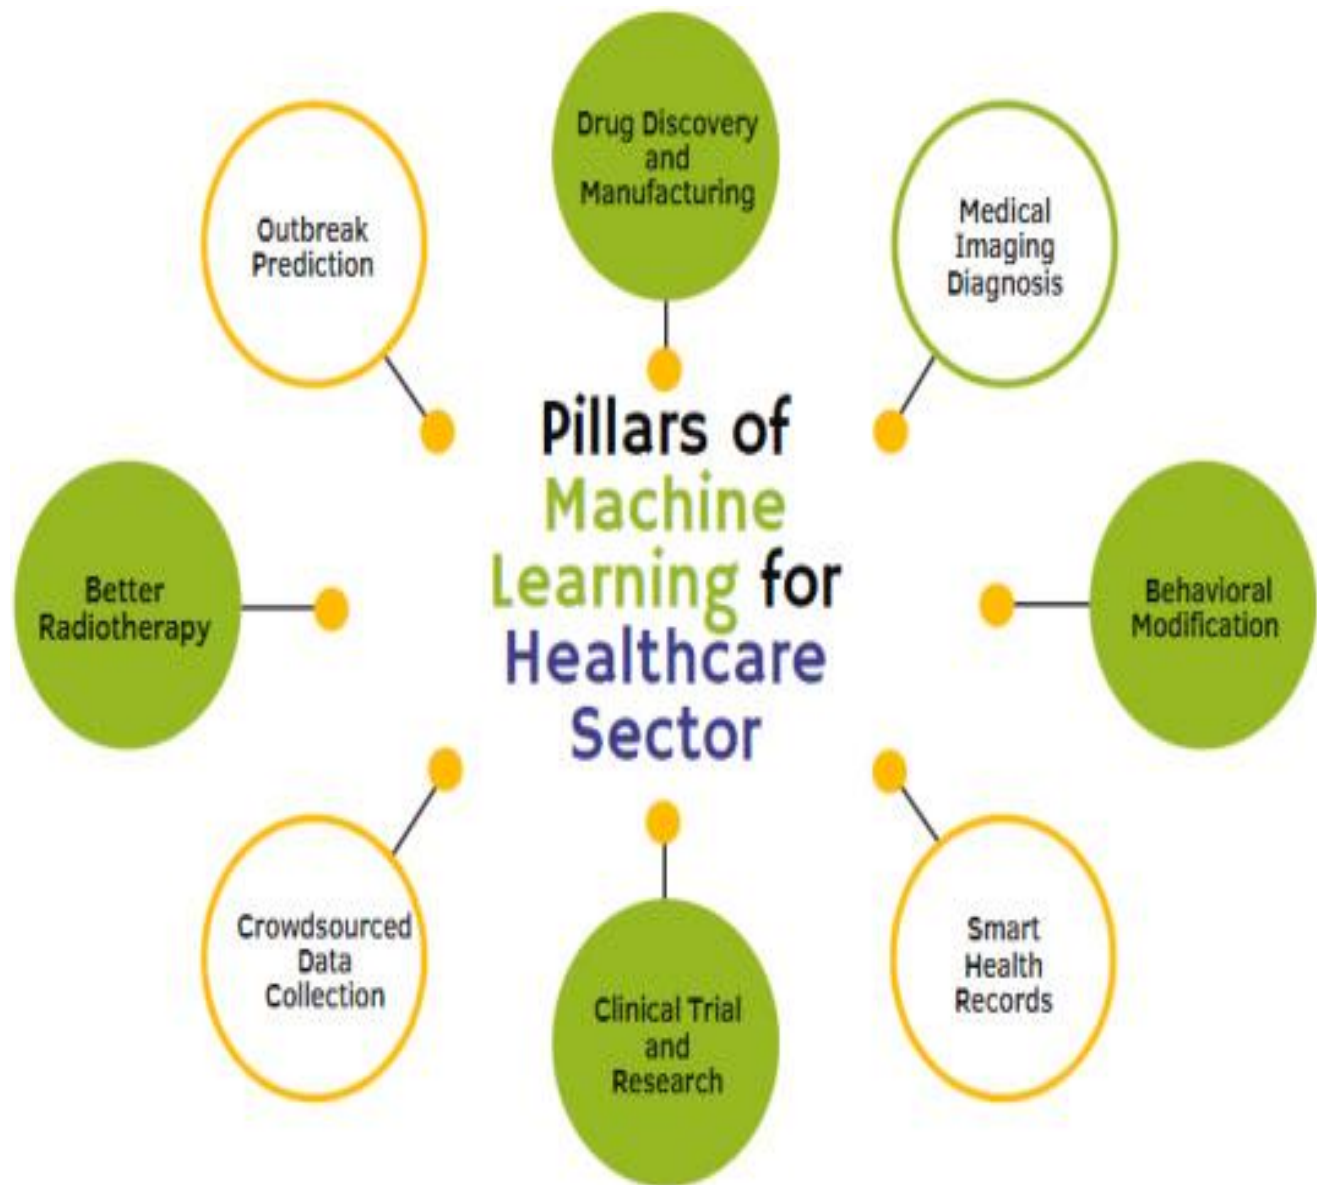 Drug Discovery
and
Manufacturing
Outbreak
Prediction
Medical
Imaging
Diagnosis
Pillars of
Machine
Learning for
Healthcare
Sector
Better
Radiotherapy
Behavioral
Modification
Crowdsourced
Data
Collection
Smart
Health
Records
Clinical Trial
and
Research